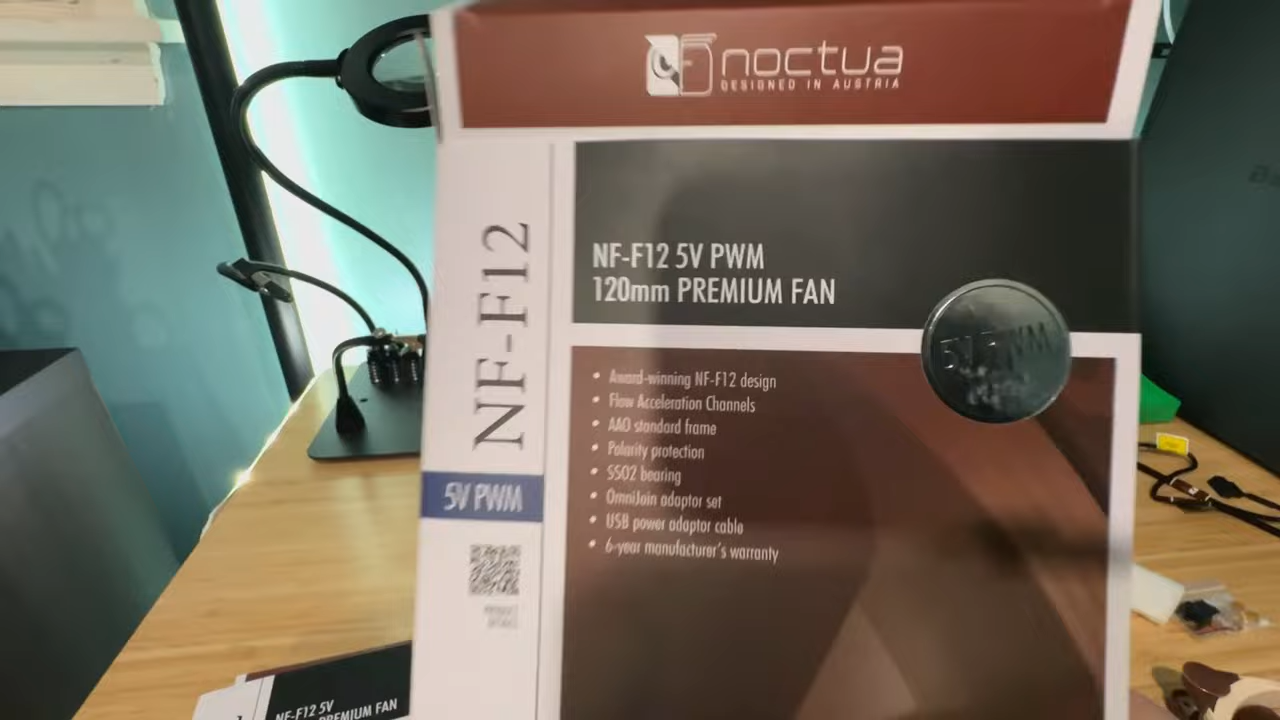 noctua
DESIGNED IN AUSTRIA
NF-F12
5V PWM
NF-F12 5V PWM
120mm PREMIUM FAN
• Award-winning NF-F12 design
• Flow Acceleration Channels
• AAO standard frame
• Polarity protection
• SSO2 bearing
• OmniJoin adaptor set
• USB power adaptor cable
• 6-year manufacturer's warranty
NF-F12 5V
PREMIUM FAN